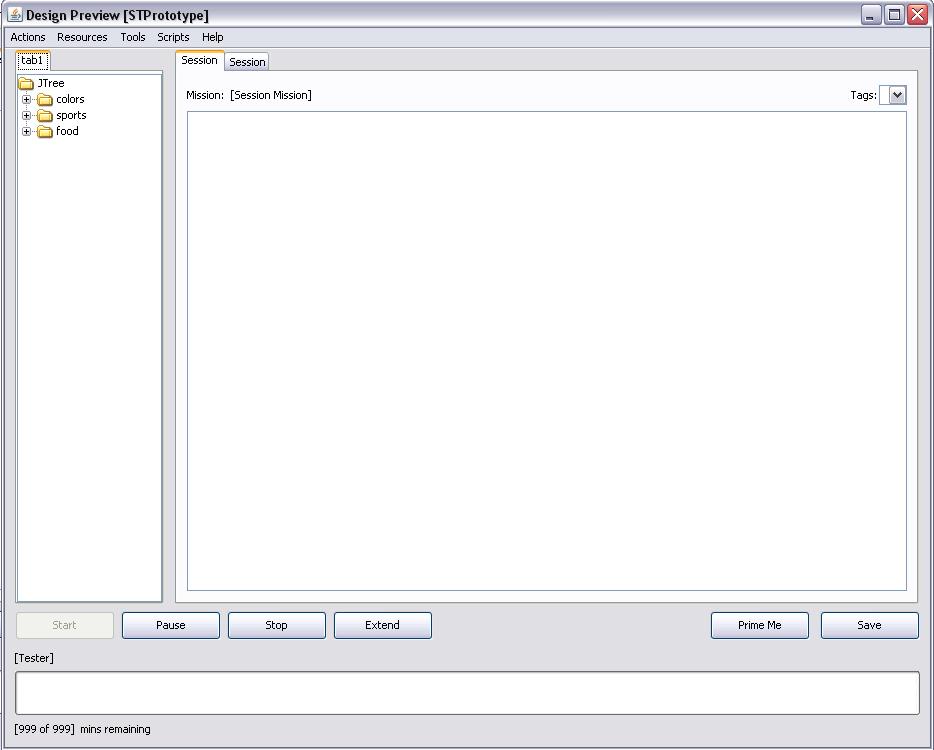 Design Preview [STPrototype]
Actions Resources Tools Scripts Help
tab1
JTree
colors
sports
food
Session Session
Mission: [Session Mission] Tags:
Start Pause Stop Extend Prime Me Save
[Tester]
[999 of 999] mins remaining